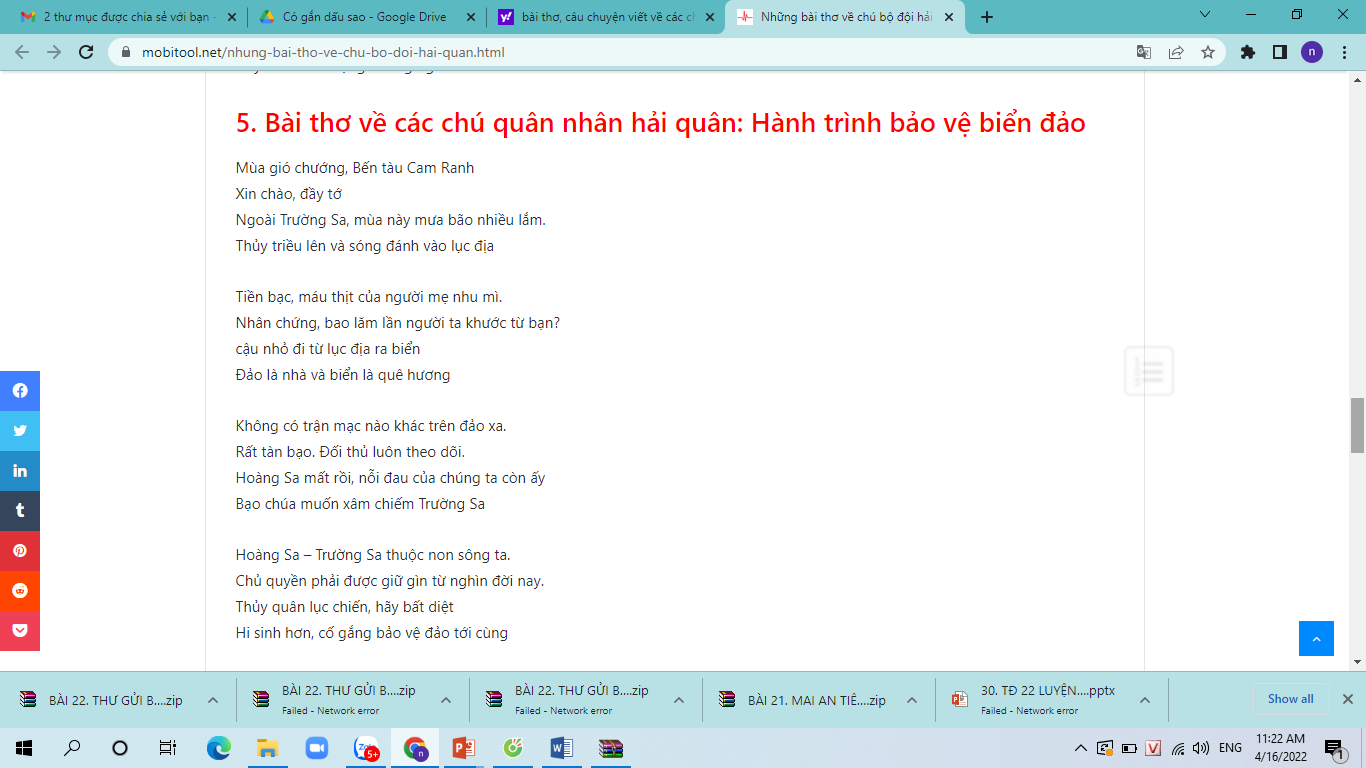 2 thư mục được chia sẻ với bạn -
Có gắn dấu sao - Google Drive
bài thơ, câu chuyện viết về các ch
Những bài thơ về chú bộ đội hải
mobitool.net/nhung-bai-tho-ve-chu-bo-doi-hai-quan.html
n
5. Bài thơ về các chú quân nhân hải quân: Hành trình bảo vệ biển đảo
Mùa gió chướng, Bến tàu Cam Ranh
Xin chào, đầy tớ
Ngoài Trường Sa, mùa này mưa bão nhiều lắm.
Thủy triều lên và sóng đánh vào lục địa
Tiền bạc, máu thịt của người mẹ nhu mì.
Nhân chứng, bao lăm lần người ta khước từ bạn?
cậu nhỏ đi từ lục địa ra biển
Đảo là nhà và biển là quê hương
Không có trận mạc nào khác trên đảo xa.
Rất tàn bạo. Đối thủ luôn theo dõi.
Hoàng Sa mất rồi, nỗi đau của chúng ta còn ấy
Bạo chúa muốn xâm chiếm Trường Sa
Hoàng Sa – Trường Sa thuộc non sông ta.
Chủ quyền phải được giữ gìn từ nghìn đời nay.
Thủy quân lục chiến, hãy bất diệt
Hi sinh hơn, cố gắng bảo vệ đảo tới cùng
BÀI 22. THƯ GỬI B....zip
BÀI 22. THƯ GỬI B....zip
Failed - Network error
BÀI 22. THƯ GỬI B....zip
Failed - Network error
BÀI 21. MAI AN TIÊ....zip
30. TĐ 22 LUYỆN....pptx
Failed - Network error
Show all
5+
n
ENG
11:22 AM
4/16/2022
1